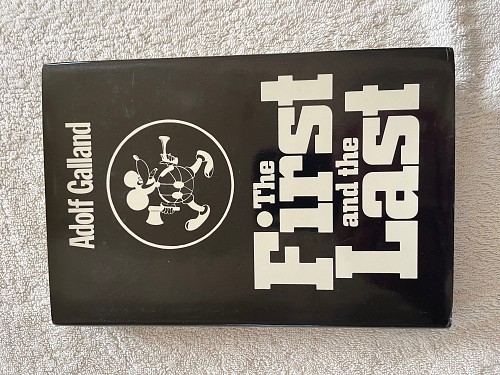 Adolf Galland
The
First
and the
Last